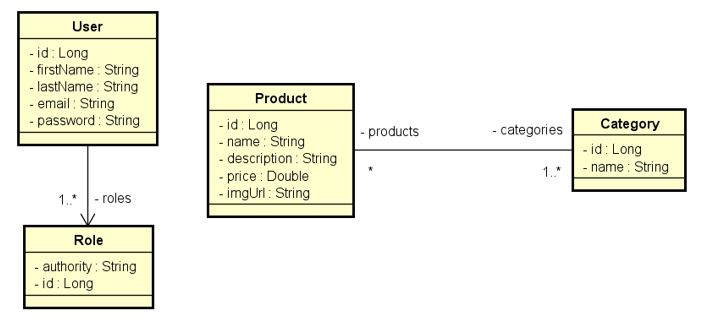 User
- id : Long
- firstName : String
- lastName : String
- email : String
- password : String
1..* - roles
Role
- authority : String
- id : Long
Product
- id : Long
- name : String
- description : String
- price : Double
- imgUrl : String
- products
*
- categories
1..*
Category
- id : Long
- name : String